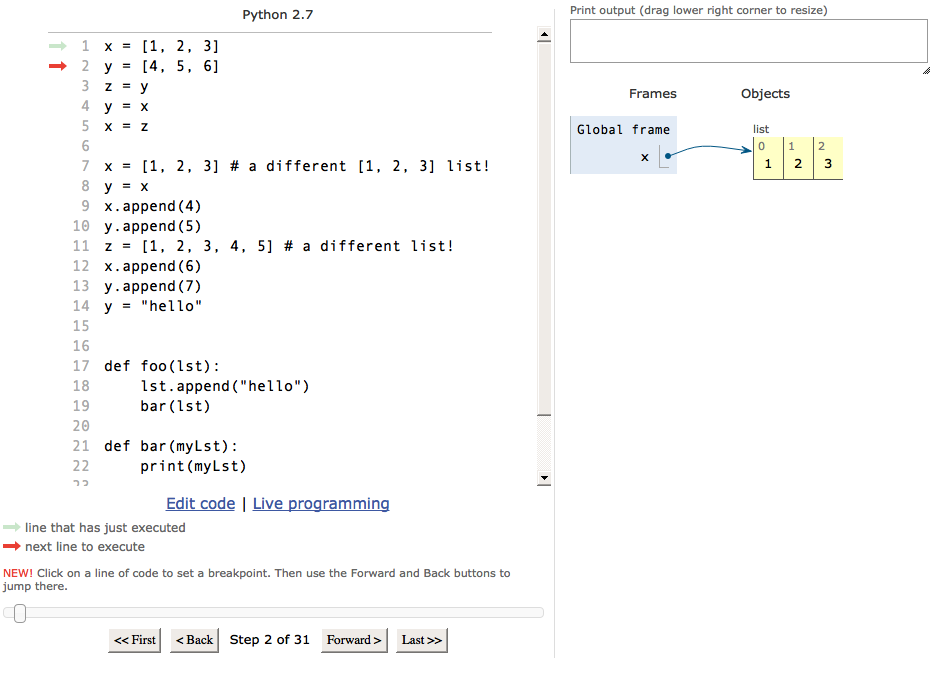 Python 2.7
1 x = [1, 2, 3]
2 y = [4, 5, 6]
3 z = y
4 y = x
5 x = z
6
7 x = [1, 2, 3] # a different [1, 2, 3] list!
8 y = x
9 x.append(4)
10 y.append(5)
11 z = [1, 2, 3, 4, 5] # a different list!
12 x.append(6)
13 y.append(7)
14 y = "hello"
15
16
17 def foo(lst):
18     lst.append("hello")
19     bar(lst)
20
21 def bar(myLst):
22     print(myLst)
23
Edit code | Live programming
line that has just executed
next line to execute
NEW! Click on a line of code to set a breakpoint. Then use the Forward and Back buttons to
jump there.
<< First < Back Step 2 of 31 Forward > Last >>
Print output (drag lower right corner to resize)
Frames Objects
Global frame
x
list
0 1 2
1 2 3